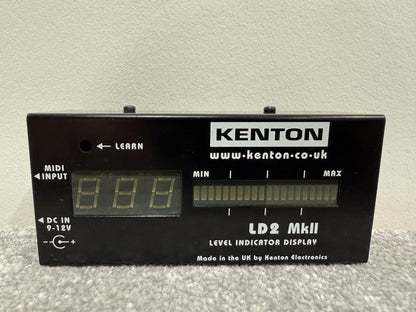 KENTON
www.kenton.co.uk
LEARN
MIDI
INPUT
MIN MAX
888
DC IN
9-12V
- +
LD2 MkII
LEVEL INDICATOR DISPLAY
Made in the UK by Kenton Electronics